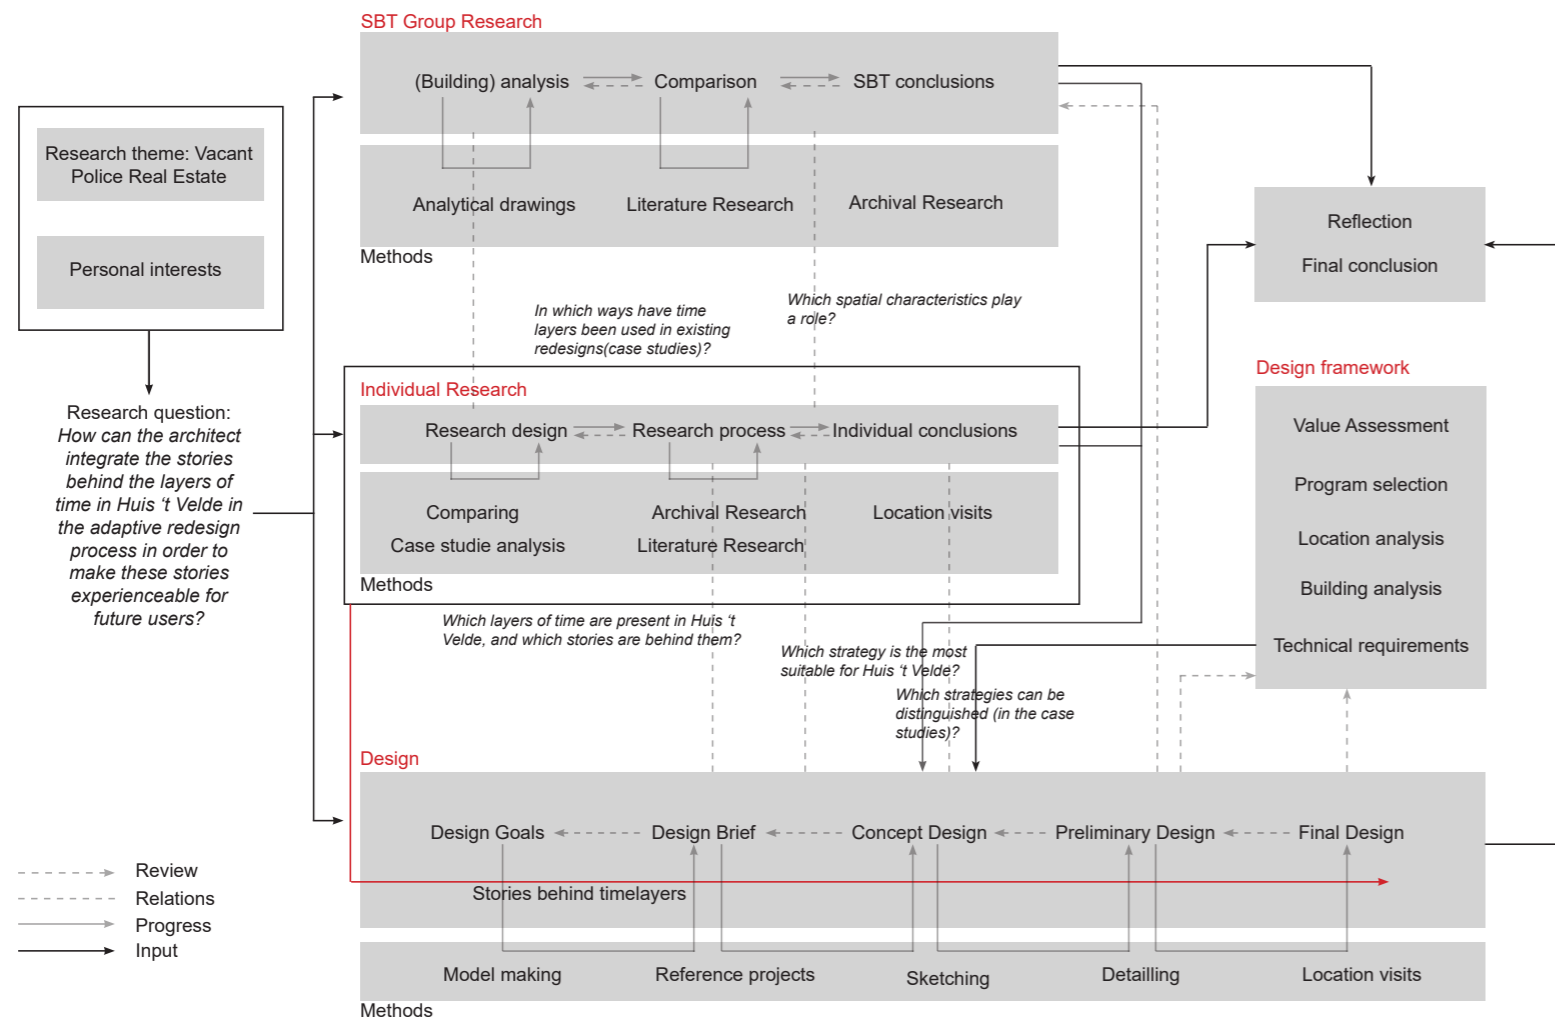 SBT Group Research
(Building) analysis
Comparison
SBT conclusions
Analytical drawings
Literature Research
Archival Research
Methods
Research theme: Vacant
Police Real Estate
Personal interests
Research question:
How can the architect
integrate the stories
behind the layers of
time in Huis ‘t Velde in
the adaptive redesign
process in order to
make these stories
experienceable for
future users?
In which ways have time
layers been used in existing
redesigns(case studies)?
Which spatial characteristics play
a role?
Reflection
Final conclusion
Individual Research
Research design
Research process
Individual conclusions
Comparing
Case studie analysis
Archival Research
Literature Research
Location visits
Methods
Design framework
Value Assessment
Program selection
Location analysis
Building analysis
Technical requirements
Which layers of time are present in Huis ‘t
Velde, and which stories are behind them?
Which strategy is the most
suitable for Huis ‘t Velde?
Which strategies can be
distinguished (in the case
studies)?
Design
Design Goals
Design Brief
Concept Design
Preliminary Design
Final Design
Stories behind timelayers
Model making
Reference projects
Sketching
Detailling
Location visits
Methods
Review
Relations
Progress
Input